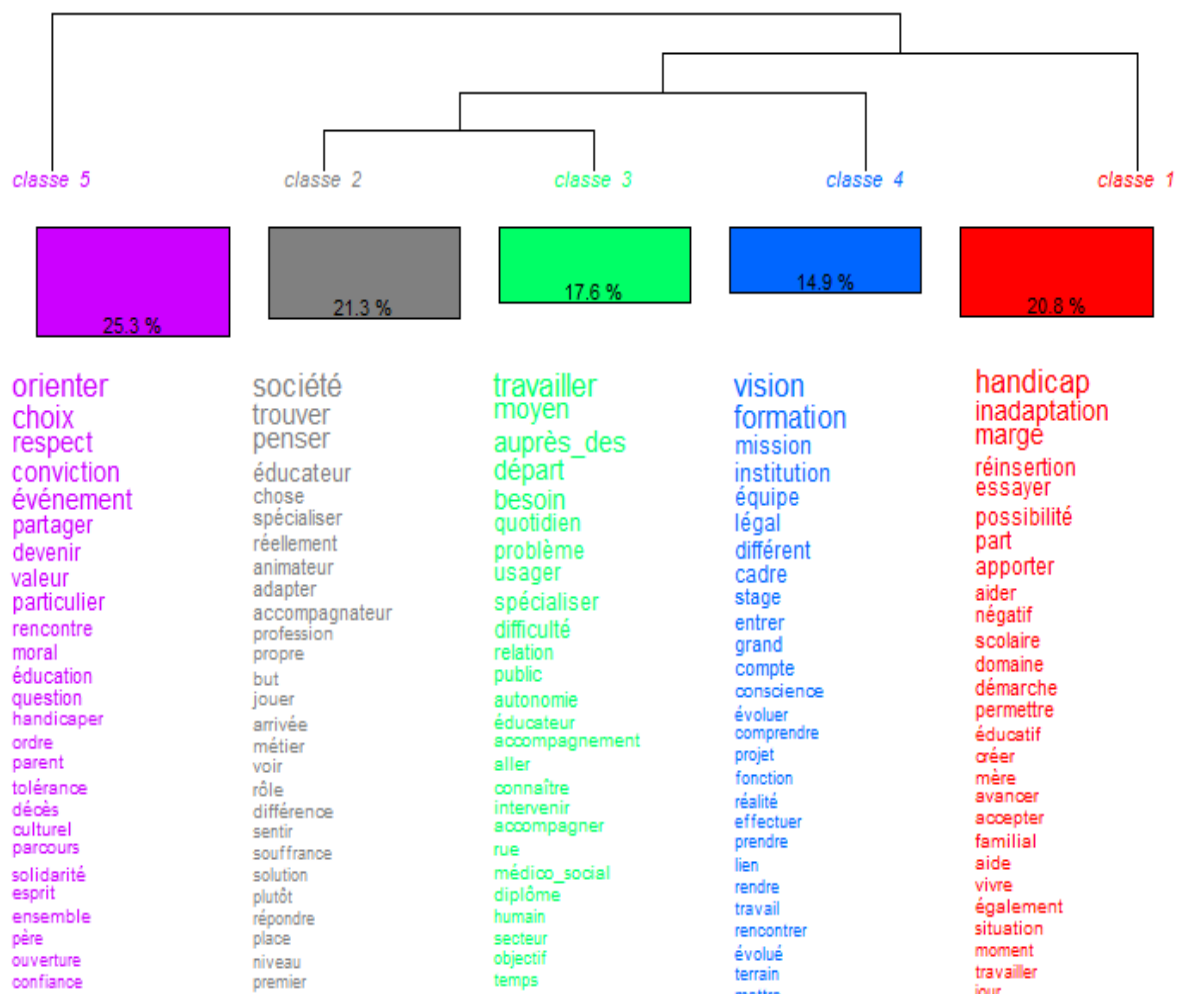 classe 5
classe 2
classe 3
classe 4
classe 1
25.3 %
21.3 %
17.6 %
14.9 %
20.8 %
orienter
choix
respect
conviction
événement
partager
devenir
valeur
particulier
rencontre
moral
éducation
question
handicaper
ordre
parent
tolérance
décès
culturel
parcours
solidarité
esprit
ensemble
père
ouverture
confiance
société
trouver
penser
éducateur
chose
spécialiser
réellement
animateur
adapter
accompagnateur
profession
propre
but
jouer
arrivée
métier
voir
rôle
différence
sentir
souffrance
solution
plutôt
répondre
place
niveau
premier
travailler
moyen
auprès_des
départ
besoin
quotidien
problème
usager
spécialiser
difficulté
relation
public
autonomie
éducateur
accompagnement
aller
connaître
intervenir
accompagner
rue
médico_social
diplôme
humain
secteur
objectif
temps
vision
formation
mission
institution
équipe
légal
différent
cadre
stage
entrer
grand
compte
conscience
évoluer
comprendre
projet
fonction
réalité
effectuer
prendre
lien
rendre
travail
rencontrer
évolué
terrain
handicap
inadaptation
marge
réinsertion
essayer
possibilité
part
apporter
aider
négatif
scolaire
domaine
démarche
permettre
éducatif
créer
mère
avancer
accepter
familial
aide
vivre
également
situation
moment
travailler